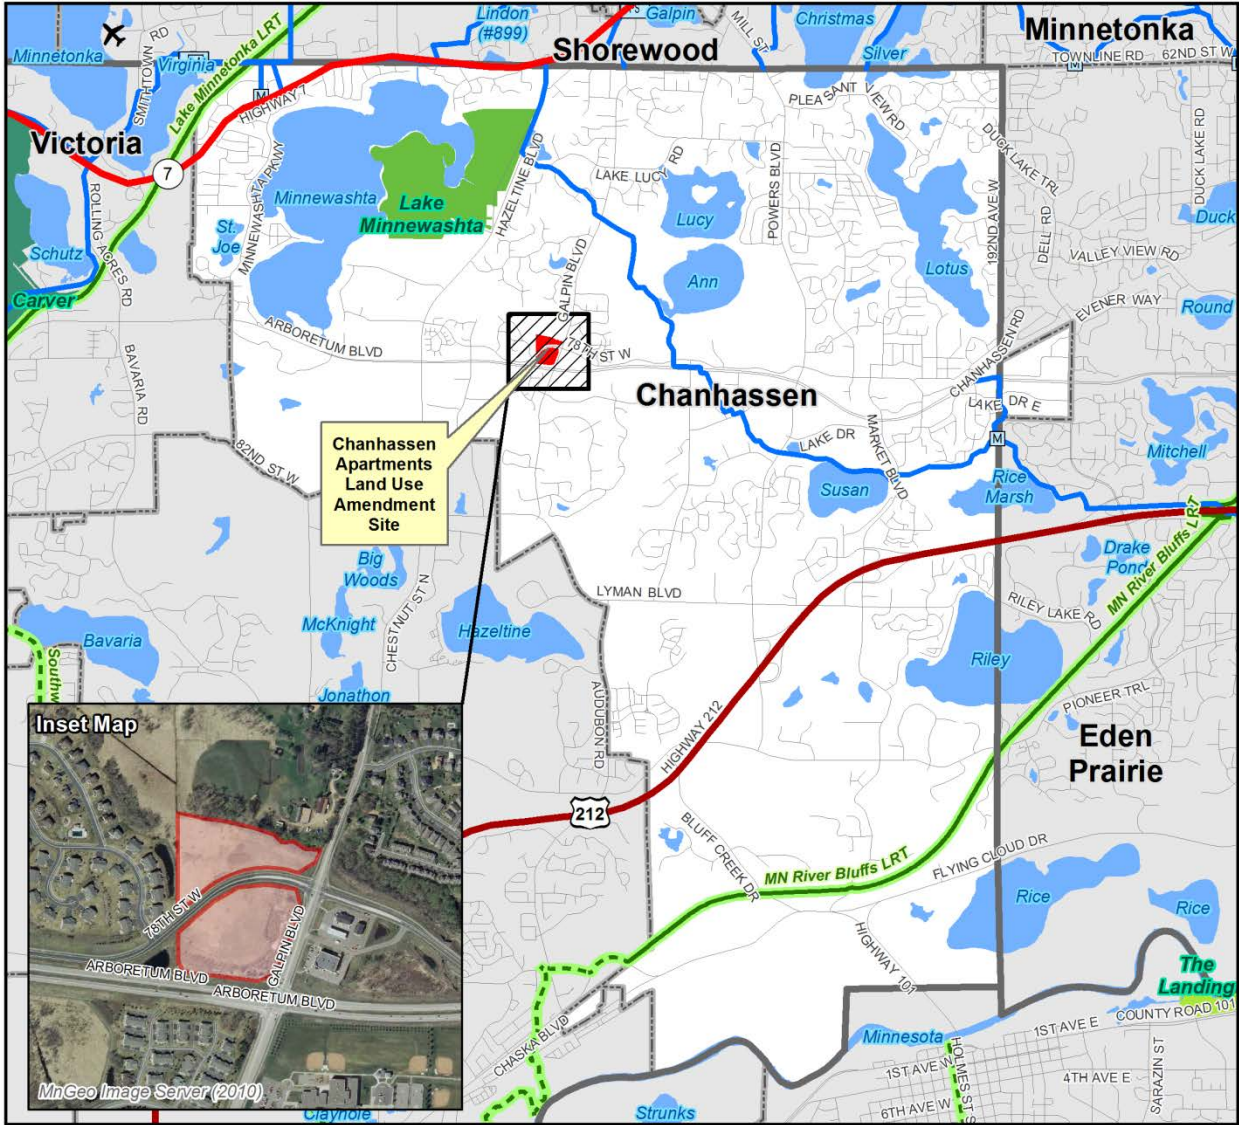 Lindon
(#899)
Galpin
MILL ST
Christmas
Silver
Minnetonka
TOWNLINE RD
62ND ST W
Minnetonka
SMITHTOWN RD
Virginia
Lake Minnetonka LRT
Shorewood
M
M
M
HIGHWAY 7
PLEASANT VIEW RD
Victoria
7
ROLLING ACRES RD
MINNEWASHTA PKWY
Minnewashta
Lake
Minnewashta
HAZELTINE BLVD
LAKE LUCY RD
POWERS BLVD
192ND AVE W
DUCK LAKE TRL
DUCK LAKE RD
DELL RD
Duck
St.
Joe
Lucy
Schutz
GALPIN BLVD
Ann
Lotus
VALLEY VIEW RD
Carver
EVENER WAY
Round
ARBORETUM BLVD
78TH ST W
CHANHASSEN RD
BAVARIA RD
Chanhassen
LAKE DR E
82ND ST W
Chanhassen
Apartments
Land Use
Amendment
Site
LAKE DR
MARKET BLVD
M
Mitchell
Susan
Rice
Marsh
Big
Woods
Drake
Pond
MN River Bluffs LRT
LYMAN BLVD
RILEY LAKE RD
McKnight
CHESTNUT ST N
Hazeltine
Bavaria
Riley
Southw
Jonathon
AUDUBON RD
HIGHWAY 212
PIONEER TRL
Eden
Prairie
212
BLUFF CREEK DR
MN River Bluffs LRT
FLYING CLOUD DR
Rice
Rice
HIGHWAY 101
The
Landing
COUNTY ROAD 101
CHASKA BLVD
Minnesota
1ST AVE E
1ST AVE W
HOLMES ST S
4TH AVE E
SARAZIN ST
6TH AVE W
Strunks
Inset Map
78TH ST W
GALPIN BLVD
ARBORETUM BLVD
ARBORETUM BLVD
MnGeo Image Server (2010)
Clayhole